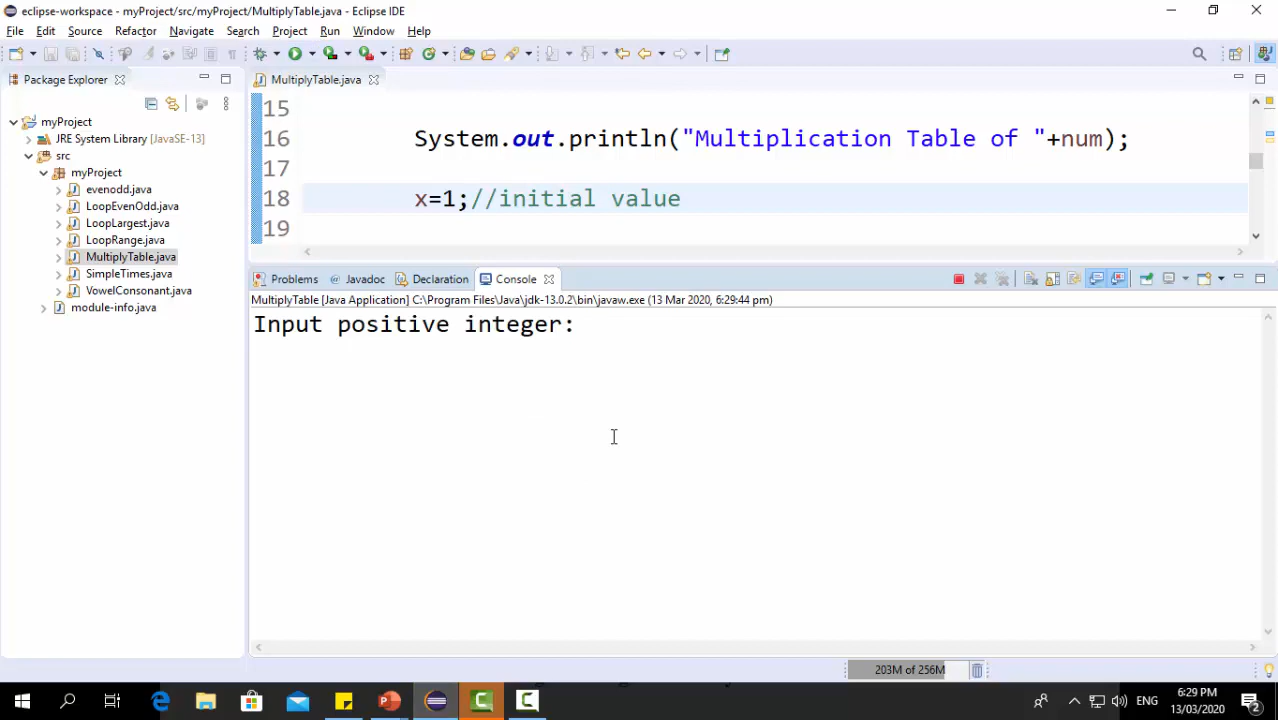 eclipse-workspace - myProject/src/myProject/MultiplyTable.java - Eclipse IDE
File Edit Source Refactor Navigate Search Project Run Window Help
Package Explorer
myProject
JRE System Library [JavaSE-13]
src
myProject
evenodd.java
LoopEvenOdd.java
LoopLargest.java
LoopRange.java
MultiplyTable.java
SimpleTimes.java
VowelConsonant.java
module-info.java
MultiplyTable.java
15
16 System.out.println("Multiplication Table of "+num);
17
18 x=1;//initial value
19
Problems @ Javadoc Declaration Console
MultiplyTable [Java Application] C:\Program Files\Java\jdk-13.0.2\bin\javaw.exe (13 Mar 2020, 6:29:44 pm)
Input positive integer:
203M of 256M
ENG
6:29 PM
13/03/2020
2